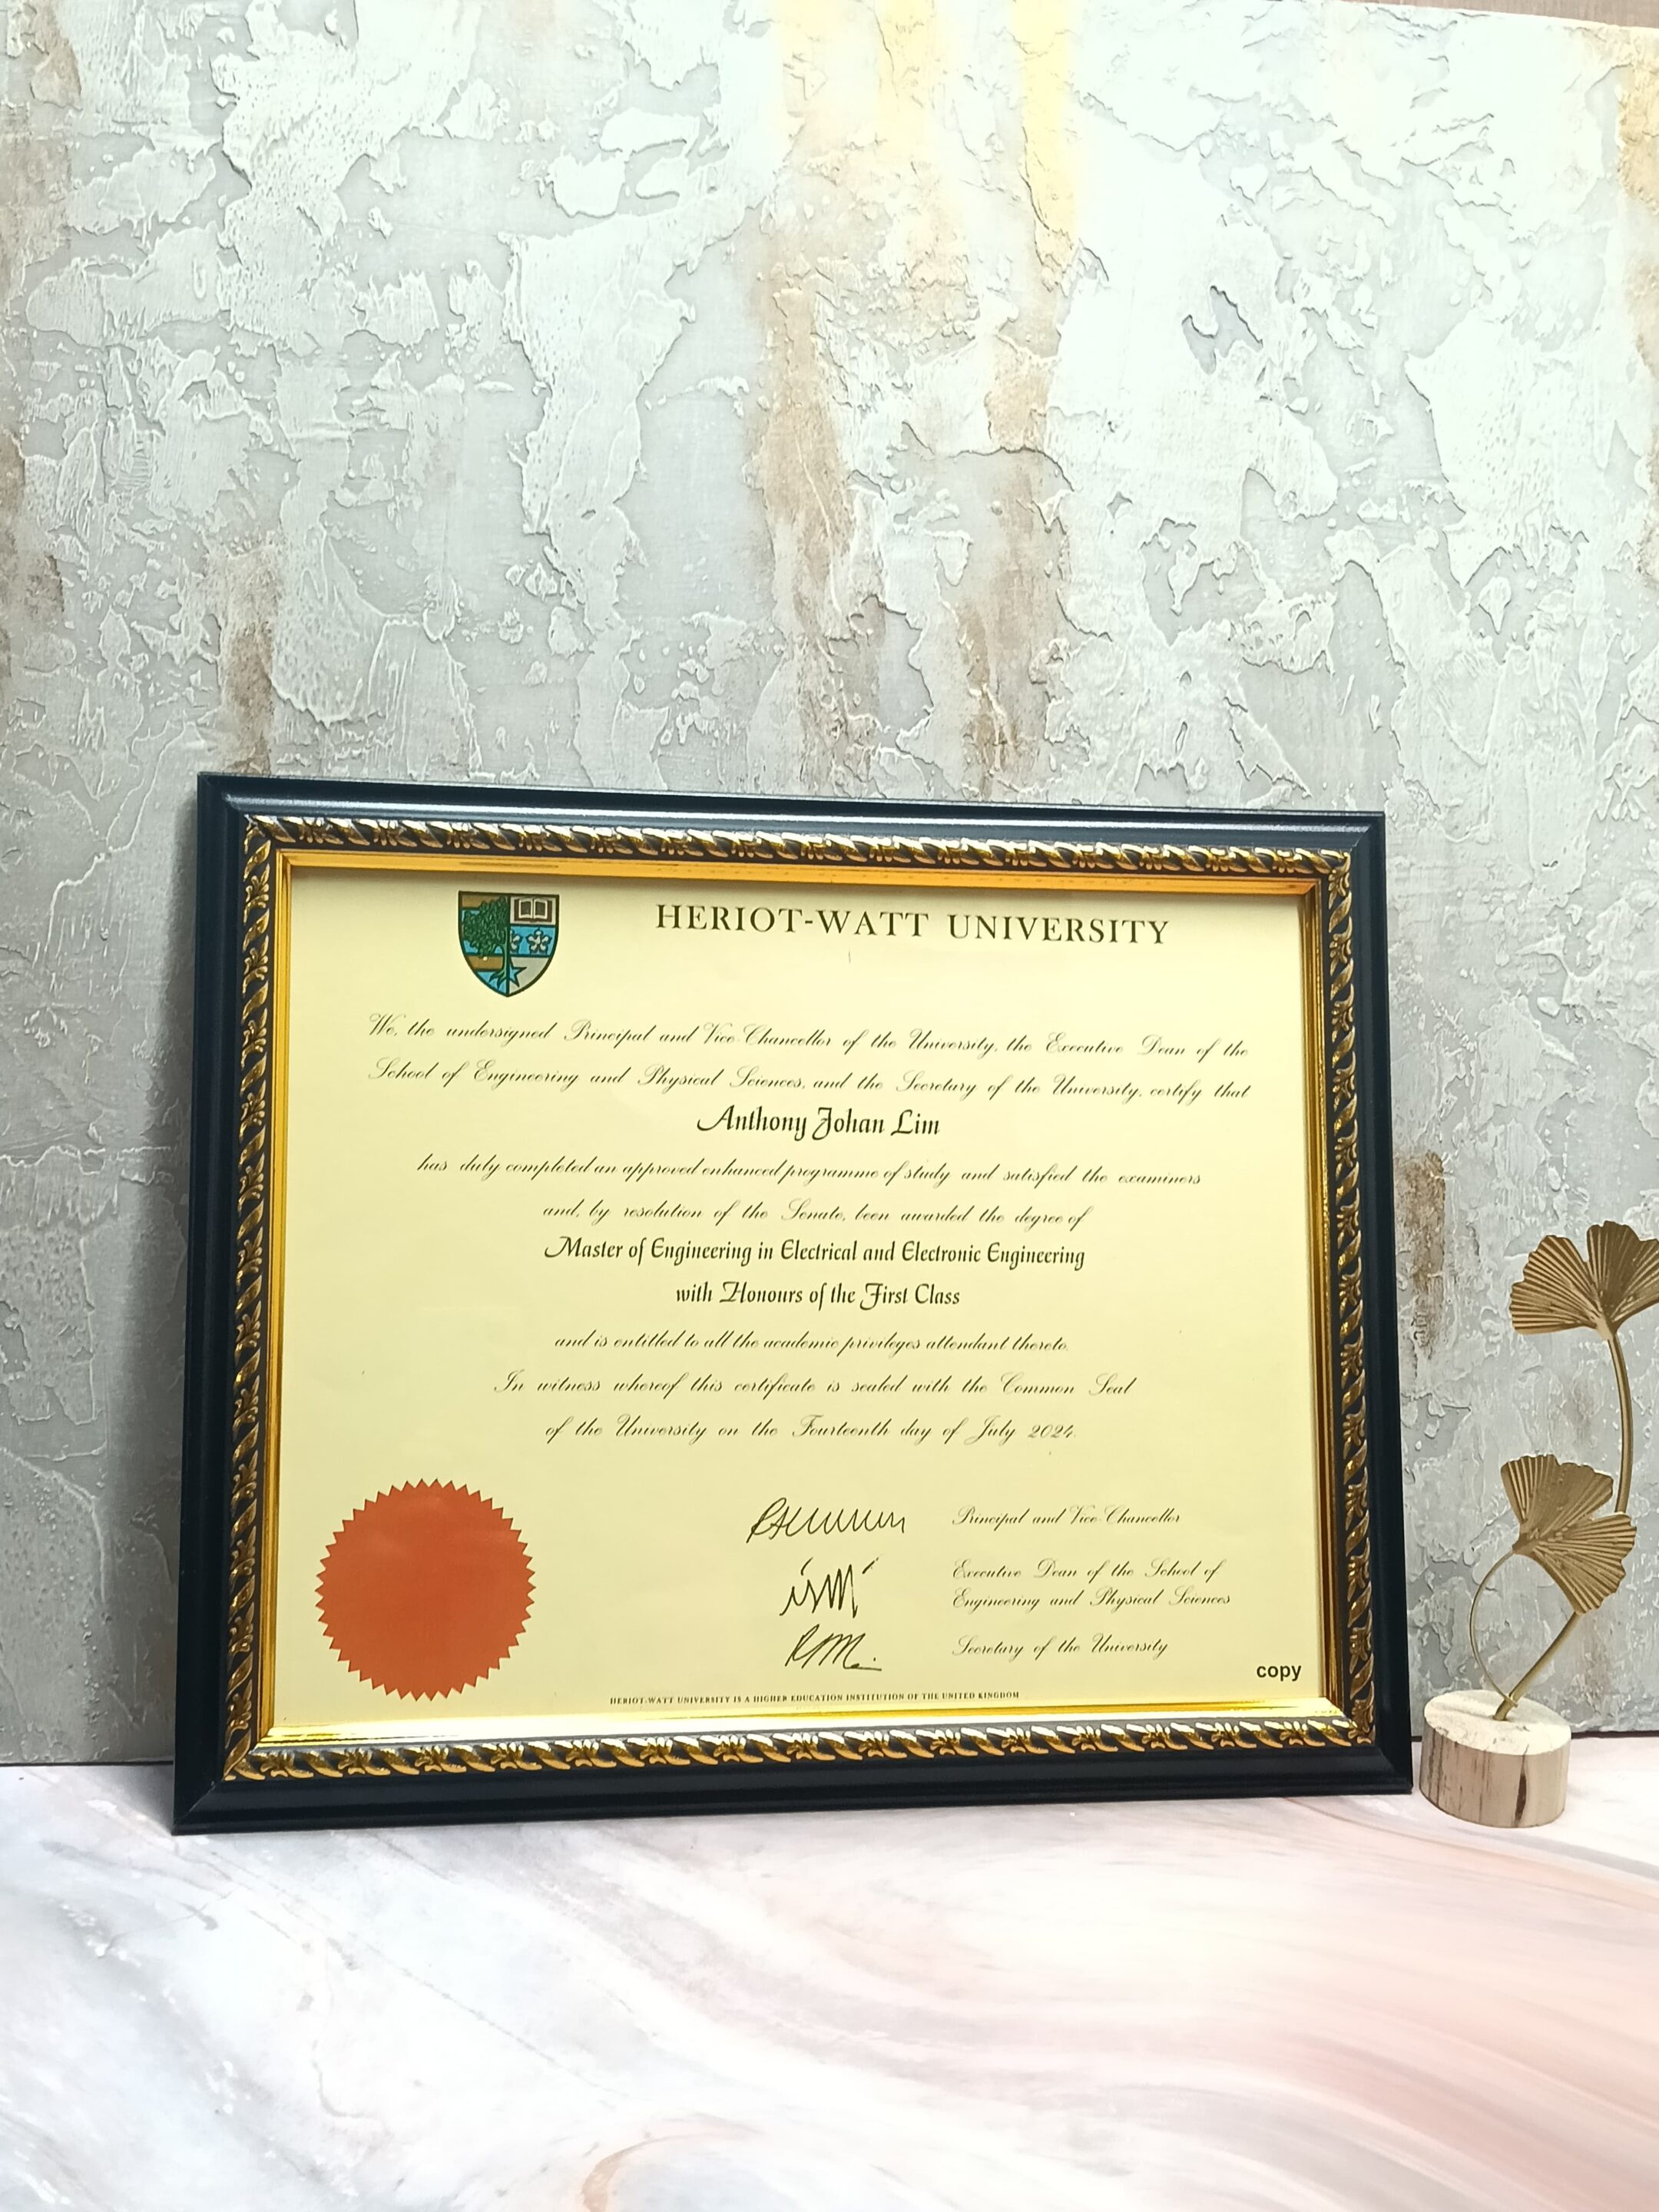 HERIOT-WATT UNIVERSITY
We, the undersigned Principal and Vice-Chancellor of the University, the Executive Dean of the
School of Engineering and Physical Sciences, and the Secretary of the University, certify that
Anthony Johan Lim
has duly completed an approved enhanced programme of study and satisfied the examiners
and, by resolution of the Senate, been awarded the degree of
Master of Engineering in Electrical and Electronic Engineering
with Honours of the First Class
and is entitled to all the academic privileges attendant thereto.
In witness whereof this certificate is sealed with the Common Seal
of the University on the Fourteenth day of July 2024.
Principal and Vice-Chancellor
Executive Dean of the School of
Engineering and Physical Sciences
Secretary of the University
copy
HERIOT-WATT UNIVERSITY IS A HIGHER EDUCATION INSTITUTION OF THE UNITED KINGDOM